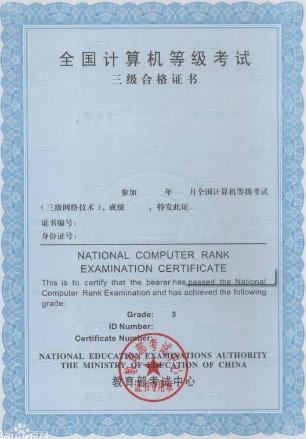 全国计算机等级考试
三级合格证书
参加 年 月全国计算机等级考试
（三级网络技术），成绩 ，特发此证。
证书编号：
身份证号：
NATIONAL COMPUTER RANK
EXAMINATION CERTIFICATE
This is to certify that the bearer has passed the National
Computer Rank Examination and has achieved the following
grade:
Grade: 3
ID Number:
Certificate Number:
NATIONAL EDUCATION EXAMINATIONS AUTHORITY
THE MINISTRY OF EDUCATION OF CHINA
教育部考试中心